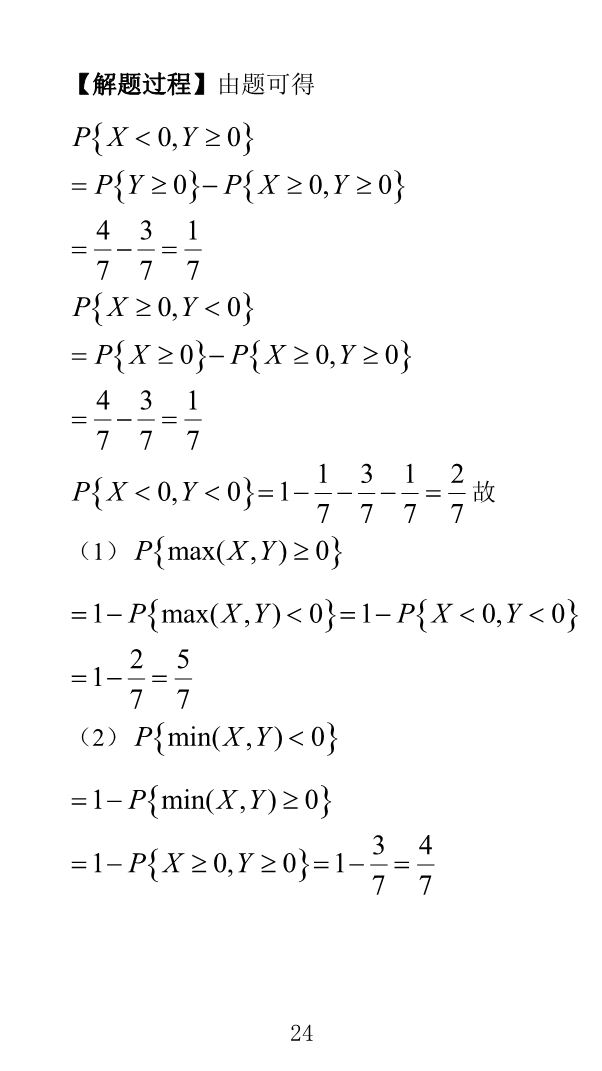 【解题过程】由题可得
P{X < 0, Y ≥ 0}
= P{Y ≥ 0} − P{X ≥ 0, Y ≥ 0}
= 4/7 − 3/7 = 1/7
P{X ≥ 0, Y < 0}
= P{X ≥ 0} − P{X ≥ 0, Y ≥ 0}
= 4/7 − 3/7 = 1/7
P{X < 0, Y < 0} = 1 − 1/7 − 3/7 − 1/7 = 2/7 故
（1） P{max(X, Y) ≥ 0}
= 1 − P{max(X, Y) < 0} = 1 − P{X < 0, Y < 0}
= 1 − 2/7 = 5/7
（2） P{min(X, Y) < 0}
= 1 − P{min(X, Y) ≥ 0}
= 1 − P{X ≥ 0, Y ≥ 0} = 1 − 3/7 = 4/7
24